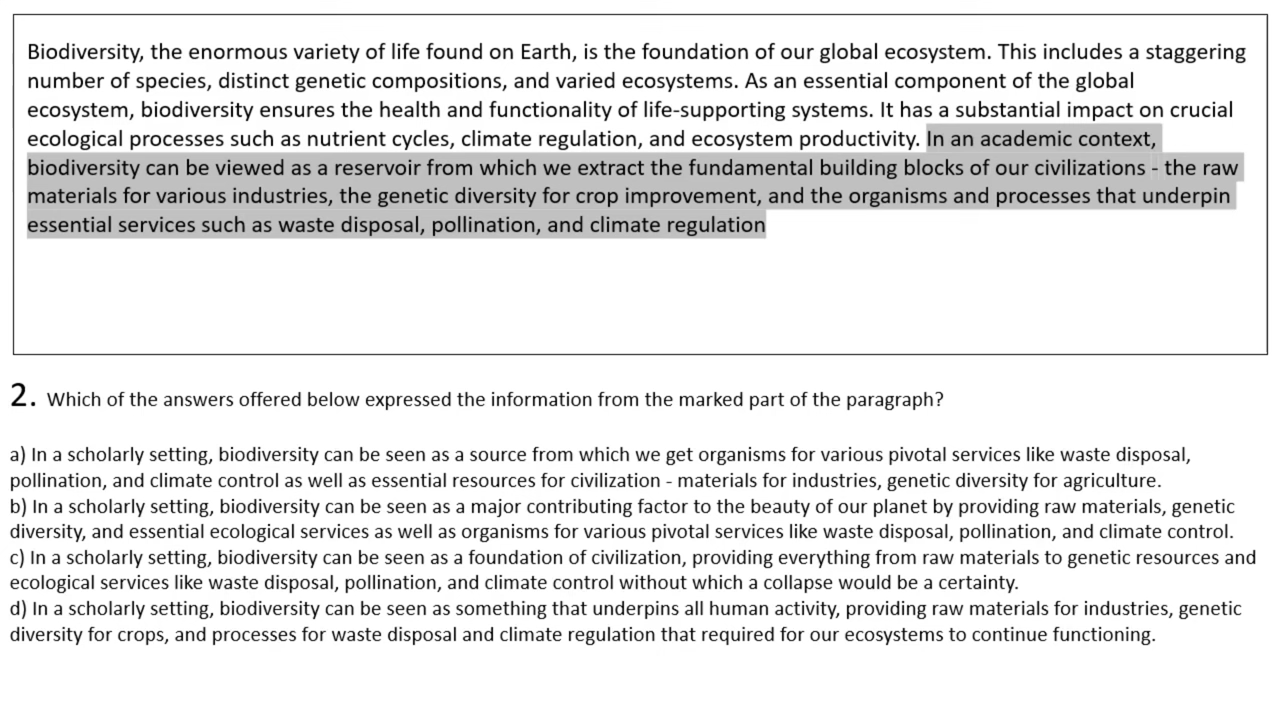 Biodiversity, the enormous variety of life found on Earth, is the foundation of our global ecosystem. This includes a staggering
number of species, distinct genetic compositions, and varied ecosystems. As an essential component of the global
ecosystem, biodiversity ensures the health and functionality of life-supporting systems. It has a substantial impact on crucial
ecological processes such as nutrient cycles, climate regulation, and ecosystem productivity. In an academic context,
biodiversity can be viewed as a reservoir from which we extract the fundamental building blocks of our civilizations - the raw
materials for various industries, the genetic diversity for crop improvement, and the organisms and processes that underpin
essential services such as waste disposal, pollination, and climate regulation
2. Which of the answers offered below expressed the information from the marked part of the paragraph?
a) In a scholarly setting, biodiversity can be seen as a source from which we get organisms for various pivotal services like waste disposal,
pollination, and climate control as well as essential resources for civilization - materials for industries, genetic diversity for agriculture.
b) In a scholarly setting, biodiversity can be seen as a major contributing factor to the beauty of our planet by providing raw materials, genetic
diversity, and essential ecological services as well as organisms for various pivotal services like waste disposal, pollination, and climate control.
c) In a scholarly setting, biodiversity can be seen as a foundation of civilization, providing everything from raw materials to genetic resources and
ecological services like waste disposal, pollination, and climate control without which a collapse would be a certainty.
d) In a scholarly setting, biodiversity can be seen as something that underpins all human activity, providing raw materials for industries, genetic
diversity for crops, and processes for waste disposal and climate regulation that required for our ecosystems to continue functioning.